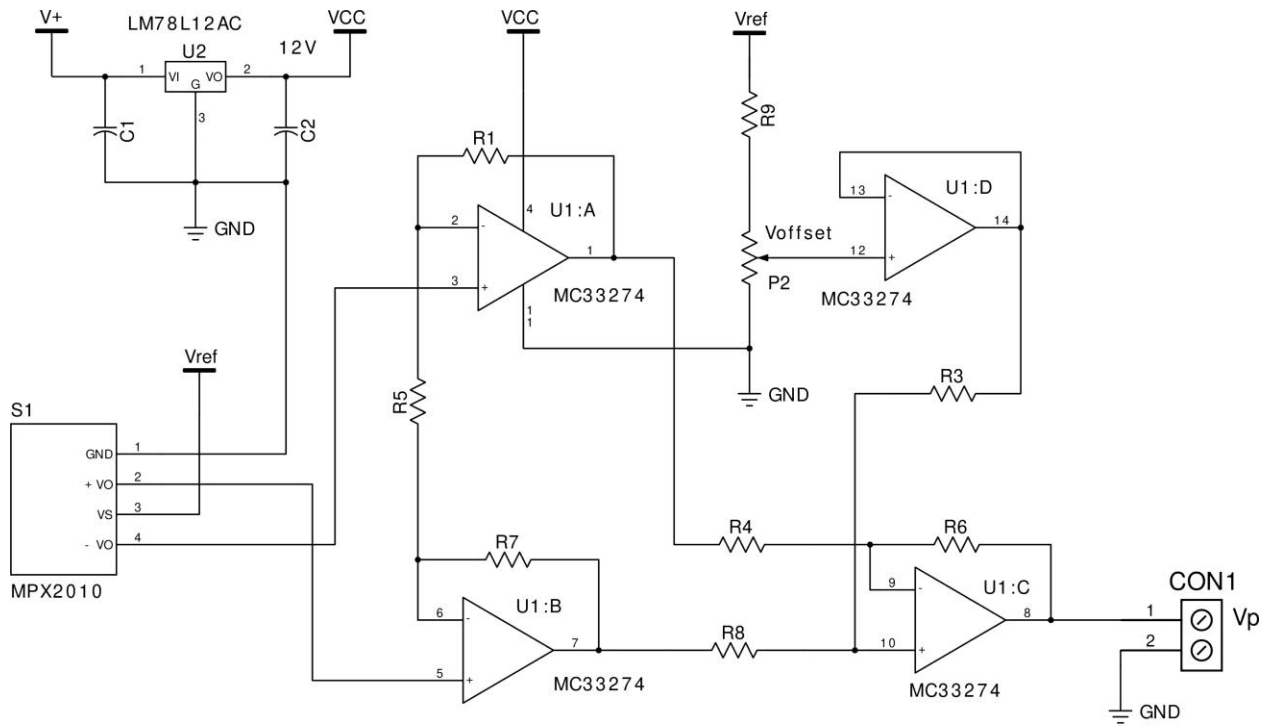 V+
LM78L12AC
VCC
VCC
Vref
U2
12V
1
VI
VO
2
G
3
C1
C2
R9
R1
GND
4
U1:A
2
-
1
3
+
MC33274
1
1
13
-
U1:D
14
Voffset
12
+
P2
MC33274
Vref
R5
R3
GND
S1
GND
1
+ VO
2
VS
3
- VO
4
MPX2010
R4
R6
R7
9
-
U1:C
8
CON1
1
Vp
2
U1:B
6
-
7
R8
10
+
5
+
MC33274
MC33274
GND